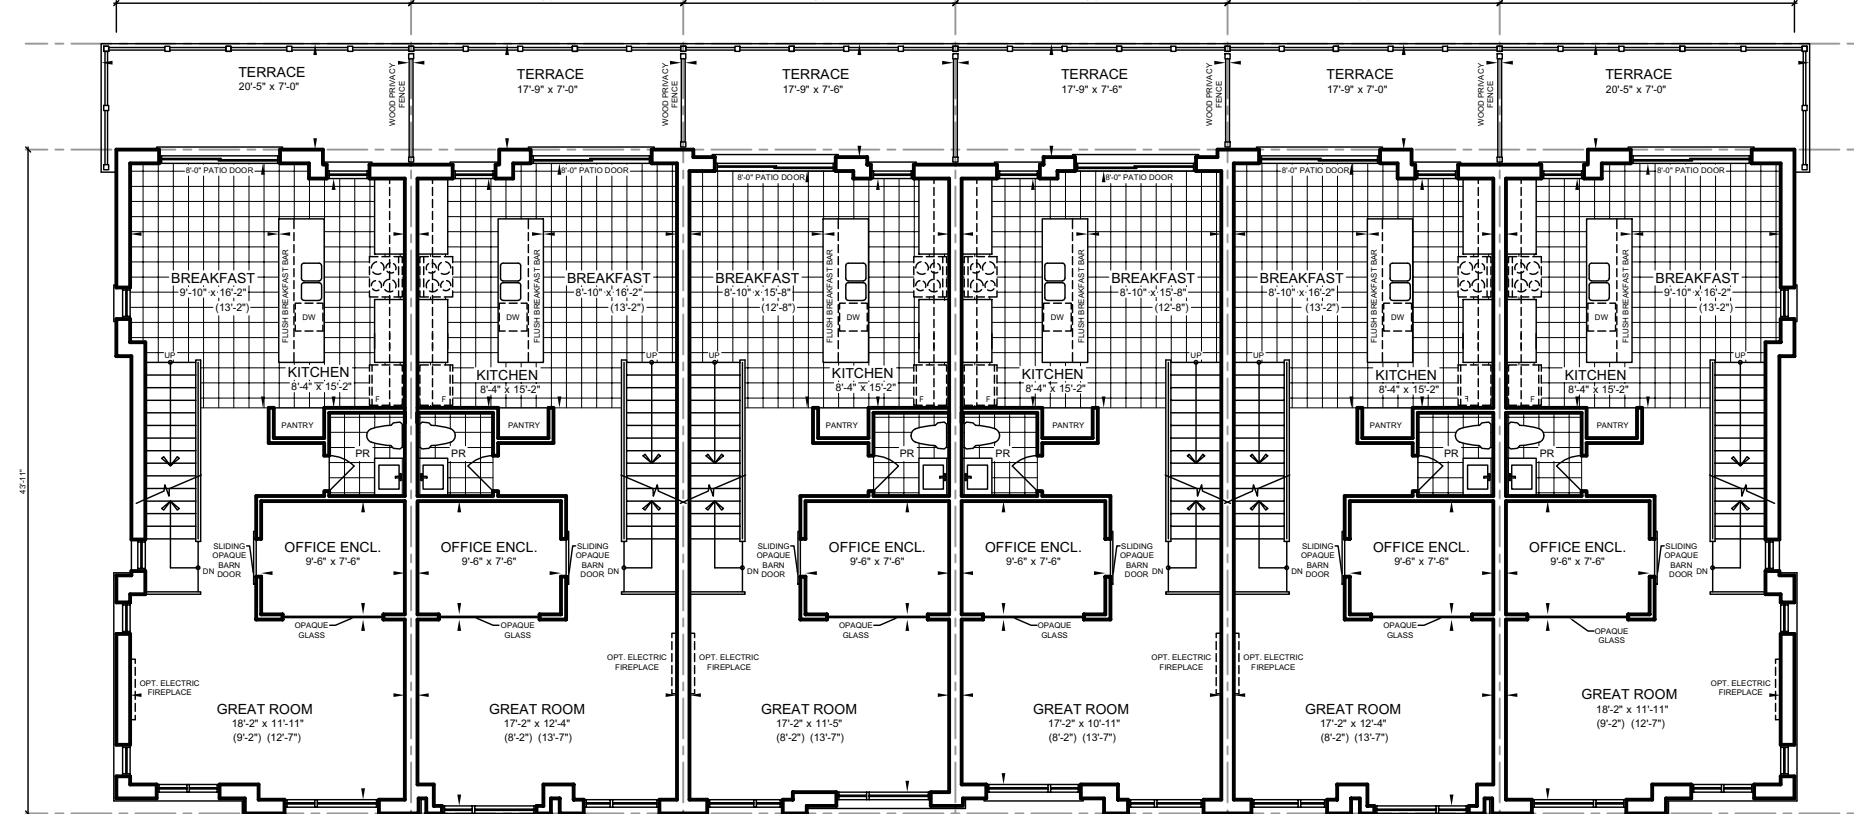 TERRACE
20'-5" x 7'-0"
WOOD PRIVACY
FENCE
TERRACE
17'-9" x 7'-0"
WOOD PRIVACY
FENCE
TERRACE
17'-9" x 7'-6"
TERRACE
17'-9" x 7'-6"
WOOD PRIVACY
FENCE
TERRACE
17'-9" x 7'-0"
WOOD PRIVACY
FENCE
TERRACE
20'-5" x 7'-0"
8'-0" PATIO DOOR
8'-0" PATIO DOOR
8'-0" PATIO DOOR
8'-0" PATIO DOOR
8'-0" PATIO DOOR
8'-0" PATIO DOOR
BREAKFAST
9'-10" x 16'-2"
(13'-2")
FLUSH BREAKFAST BAR
DW
DW
FLUSH BREAKFAST BAR
BREAKFAST
8'-10" x 16'-2"
(13'-2")
BREAKFAST
8'-10" x 15'-8"
(12'-8")
FLUSH BREAKFAST BAR
DW
DW
FLUSH BREAKFAST BAR
BREAKFAST
8'-10" x 15'-8"
(12'-8")
BREAKFAST
8'-10" x 16'-2"
(13'-2")
FLUSH BREAKFAST BAR
DW
DW
FLUSH BREAKFAST BAR
BREAKFAST
9'-10" x 16'-2"
(13'-2")
UP
UP
UP
UP
UP
UP
KITCHEN
8'-4" x 15'-2"
F
F
KITCHEN
8'-4" x 15'-2"
KITCHEN
8'-4" x 15'-2"
F
F
KITCHEN
8'-4" x 15'-2"
KITCHEN
8'-4" x 15'-2"
F
F
KITCHEN
8'-4" x 15'-2"
PANTRY
PANTRY
PANTRY
PANTRY
PANTRY
PANTRY
PR
PR
PR
PR
PR
PR
43'-11"
DN
SLIDING
OPAQUE
BARN
DOOR
OFFICE ENCL.
9'-6" x 7'-6"
OFFICE ENCL.
9'-6" x 7'-6"
SLIDING
OPAQUE
BARN
DOOR
DN
DN
SLIDING
OPAQUE
BARN
DOOR
OFFICE ENCL.
9'-6" x 7'-6"
OFFICE ENCL.
9'-6" x 7'-6"
SLIDING
OPAQUE
BARN
DOOR
DN
DN
SLIDING
OPAQUE
BARN
DOOR
OFFICE ENCL.
9'-6" x 7'-6"
OFFICE ENCL.
9'-6" x 7'-6"
SLIDING
OPAQUE
BARN
DOOR
DN
OPAQUE
GLASS
OPAQUE
GLASS
OPAQUE
GLASS
OPAQUE
GLASS
OPAQUE
GLASS
OPAQUE
GLASS
OPT. ELECTRIC
FIREPLACE
OPT. ELECTRIC
FIREPLACE
OPT. ELECTRIC
FIREPLACE
OPT. ELECTRIC
FIREPLACE
OPT. ELECTRIC
FIREPLACE
OPT. ELECTRIC
FIREPLACE
GREAT ROOM
18'-2" x 11'-11"
(9'-2") (12'-7")
GREAT ROOM
17'-2" x 12'-4"
(8'-2") (13'-7")
GREAT ROOM
17'-2" x 11'-5"
(8'-2") (13'-7")
GREAT ROOM
17'-2" x 10'-11"
(8'-2") (13'-7")
GREAT ROOM
17'-2" x 12'-4"
(8'-2") (13'-7")
GREAT ROOM
18'-2" x 11'-11"
(9'-2") (12'-7")